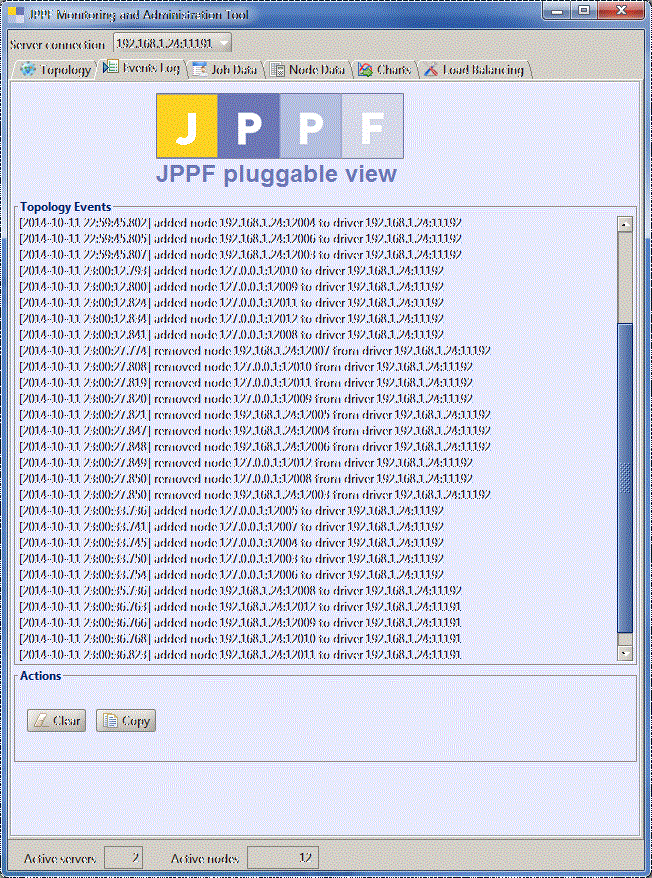 JPPF Monitoring and Administration Tool
Server connection 192.168.1.24:11191
Topology Events Log Job Data Node Data Charts Load Balancing
J P P F
JPPF pluggable view
Topology Events
[2014-10-11 22:59:45.802] added node 192.168.1.24:12004 to driver 192.168.1.24:11192
[2014-10-11 22:59:45.805] added node 192.168.1.24:12006 to driver 192.168.1.24:11192
[2014-10-11 22:59:45.807] added node 192.168.1.24:12003 to driver 192.168.1.24:11192
[2014-10-11 23:00:12.793] added node 127.0.0.1:12010 to driver 192.168.1.24:11192
[2014-10-11 23:00:12.800] added node 127.0.0.1:12009 to driver 192.168.1.24:11192
[2014-10-11 23:00:12.824] added node 127.0.0.1:12011 to driver 192.168.1.24:11192
[2014-10-11 23:00:12.834] added node 127.0.0.1:12012 to driver 192.168.1.24:11192
[2014-10-11 23:00:12.841] added node 127.0.0.1:12008 to driver 192.168.1.24:11192
[2014-10-11 23:00:27.774] removed node 192.168.1.24:12007 from driver 192.168.1.24:11192
[2014-10-11 23:00:27.808] removed node 127.0.0.1:12010 from driver 192.168.1.24:11192
[2014-10-11 23:00:27.819] removed node 127.0.0.1:12011 from driver 192.168.1.24:11192
[2014-10-11 23:00:27.820] removed node 127.0.0.1:12009 from driver 192.168.1.24:11192
[2014-10-11 23:00:27.821] removed node 192.168.1.24:12005 from driver 192.168.1.24:11192
[2014-10-11 23:00:27.847] removed node 192.168.1.24:12004 from driver 192.168.1.24:11192
[2014-10-11 23:00:27.848] removed node 192.168.1.24:12006 from driver 192.168.1.24:11192
[2014-10-11 23:00:27.849] removed node 127.0.0.1:12012 from driver 192.168.1.24:11192
[2014-10-11 23:00:27.850] removed node 127.0.0.1:12008 from driver 192.168.1.24:11192
[2014-10-11 23:00:27.850] removed node 192.168.1.24:12003 from driver 192.168.1.24:11192
[2014-10-11 23:00:33.736] added node 127.0.0.1:12005 to driver 192.168.1.24:11192
[2014-10-11 23:00:33.741] added node 127.0.0.1:12007 to driver 192.168.1.24:11192
[2014-10-11 23:00:33.745] added node 127.0.0.1:12004 to driver 192.168.1.24:11192
[2014-10-11 23:00:33.750] added node 127.0.0.1:12003 to driver 192.168.1.24:11192
[2014-10-11 23:00:33.754] added node 127.0.0.1:12006 to driver 192.168.1.24:11192
[2014-10-11 23:00:35.736] added node 192.168.1.24:12008 to driver 192.168.1.24:11192
[2014-10-11 23:00:36.763] added node 192.168.1.24:12012 to driver 192.168.1.24:11191
[2014-10-11 23:00:36.766] added node 192.168.1.24:12009 to driver 192.168.1.24:11191
[2014-10-11 23:00:36.768] added node 192.168.1.24:12010 to driver 192.168.1.24:11191
[2014-10-11 23:00:36.823] added node 192.168.1.24:12011 to driver 192.168.1.24:11191
Actions
Clear Copy
Active servers 2 Active nodes 12